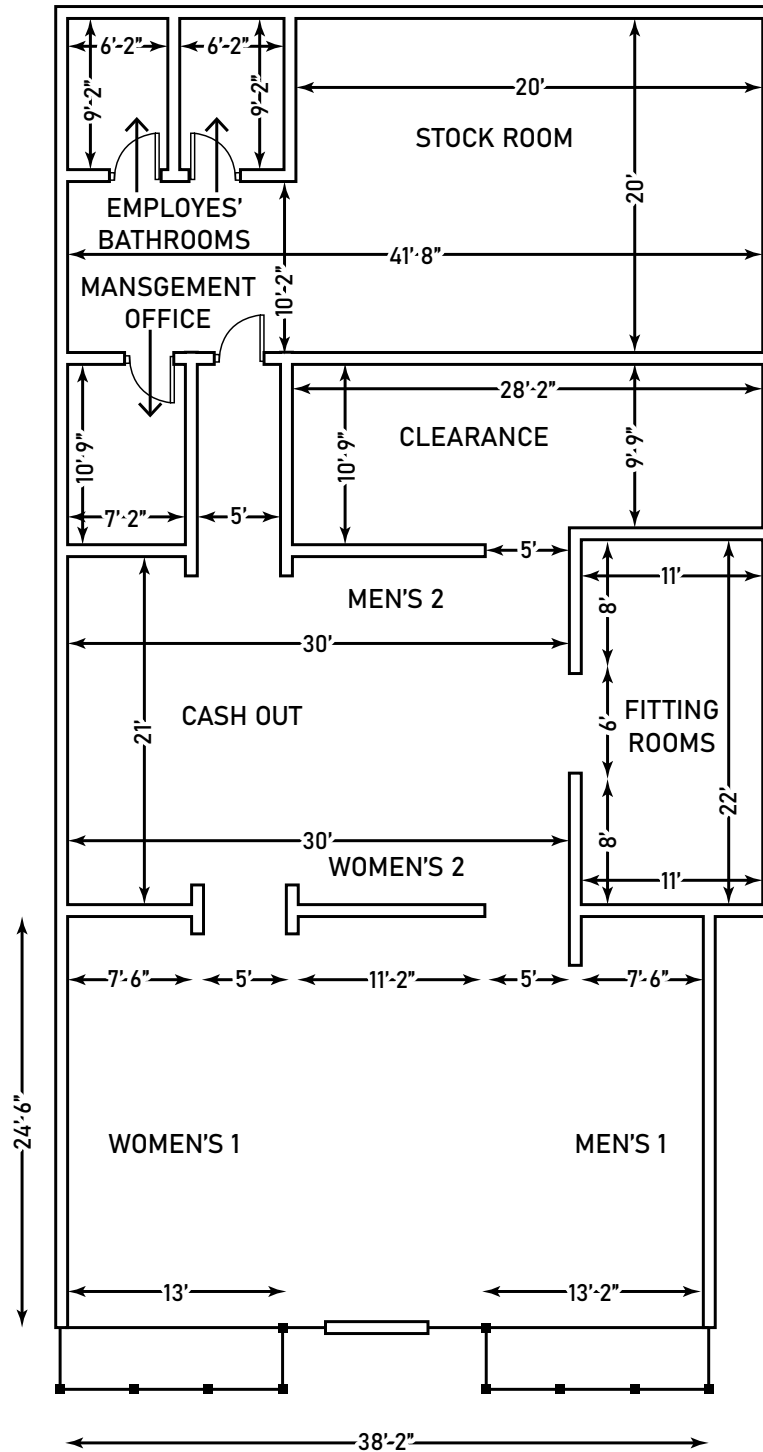 6'-2"
6'-2"
9'-2"
9'-2"
20'
STOCK ROOM
20'
EMPLOYES'
BATHROOMS
41'-8"
10'-2"
MANSGEMENT
OFFICE
28'-2"
CLEARANCE
10'-9"
10'-9"
9'-9"
7'-2"
5'
5'
11'
MEN'S 2
8'
30'
CASH OUT
21'
6'
FITTING
ROOMS
22'
30'
8'
WOMEN'S 2
11'
7'-6"
5'
11'-2"
5'
7'-6"
24'-6"
WOMEN'S 1
MEN'S 1
13'
13'-2"
38'-2"